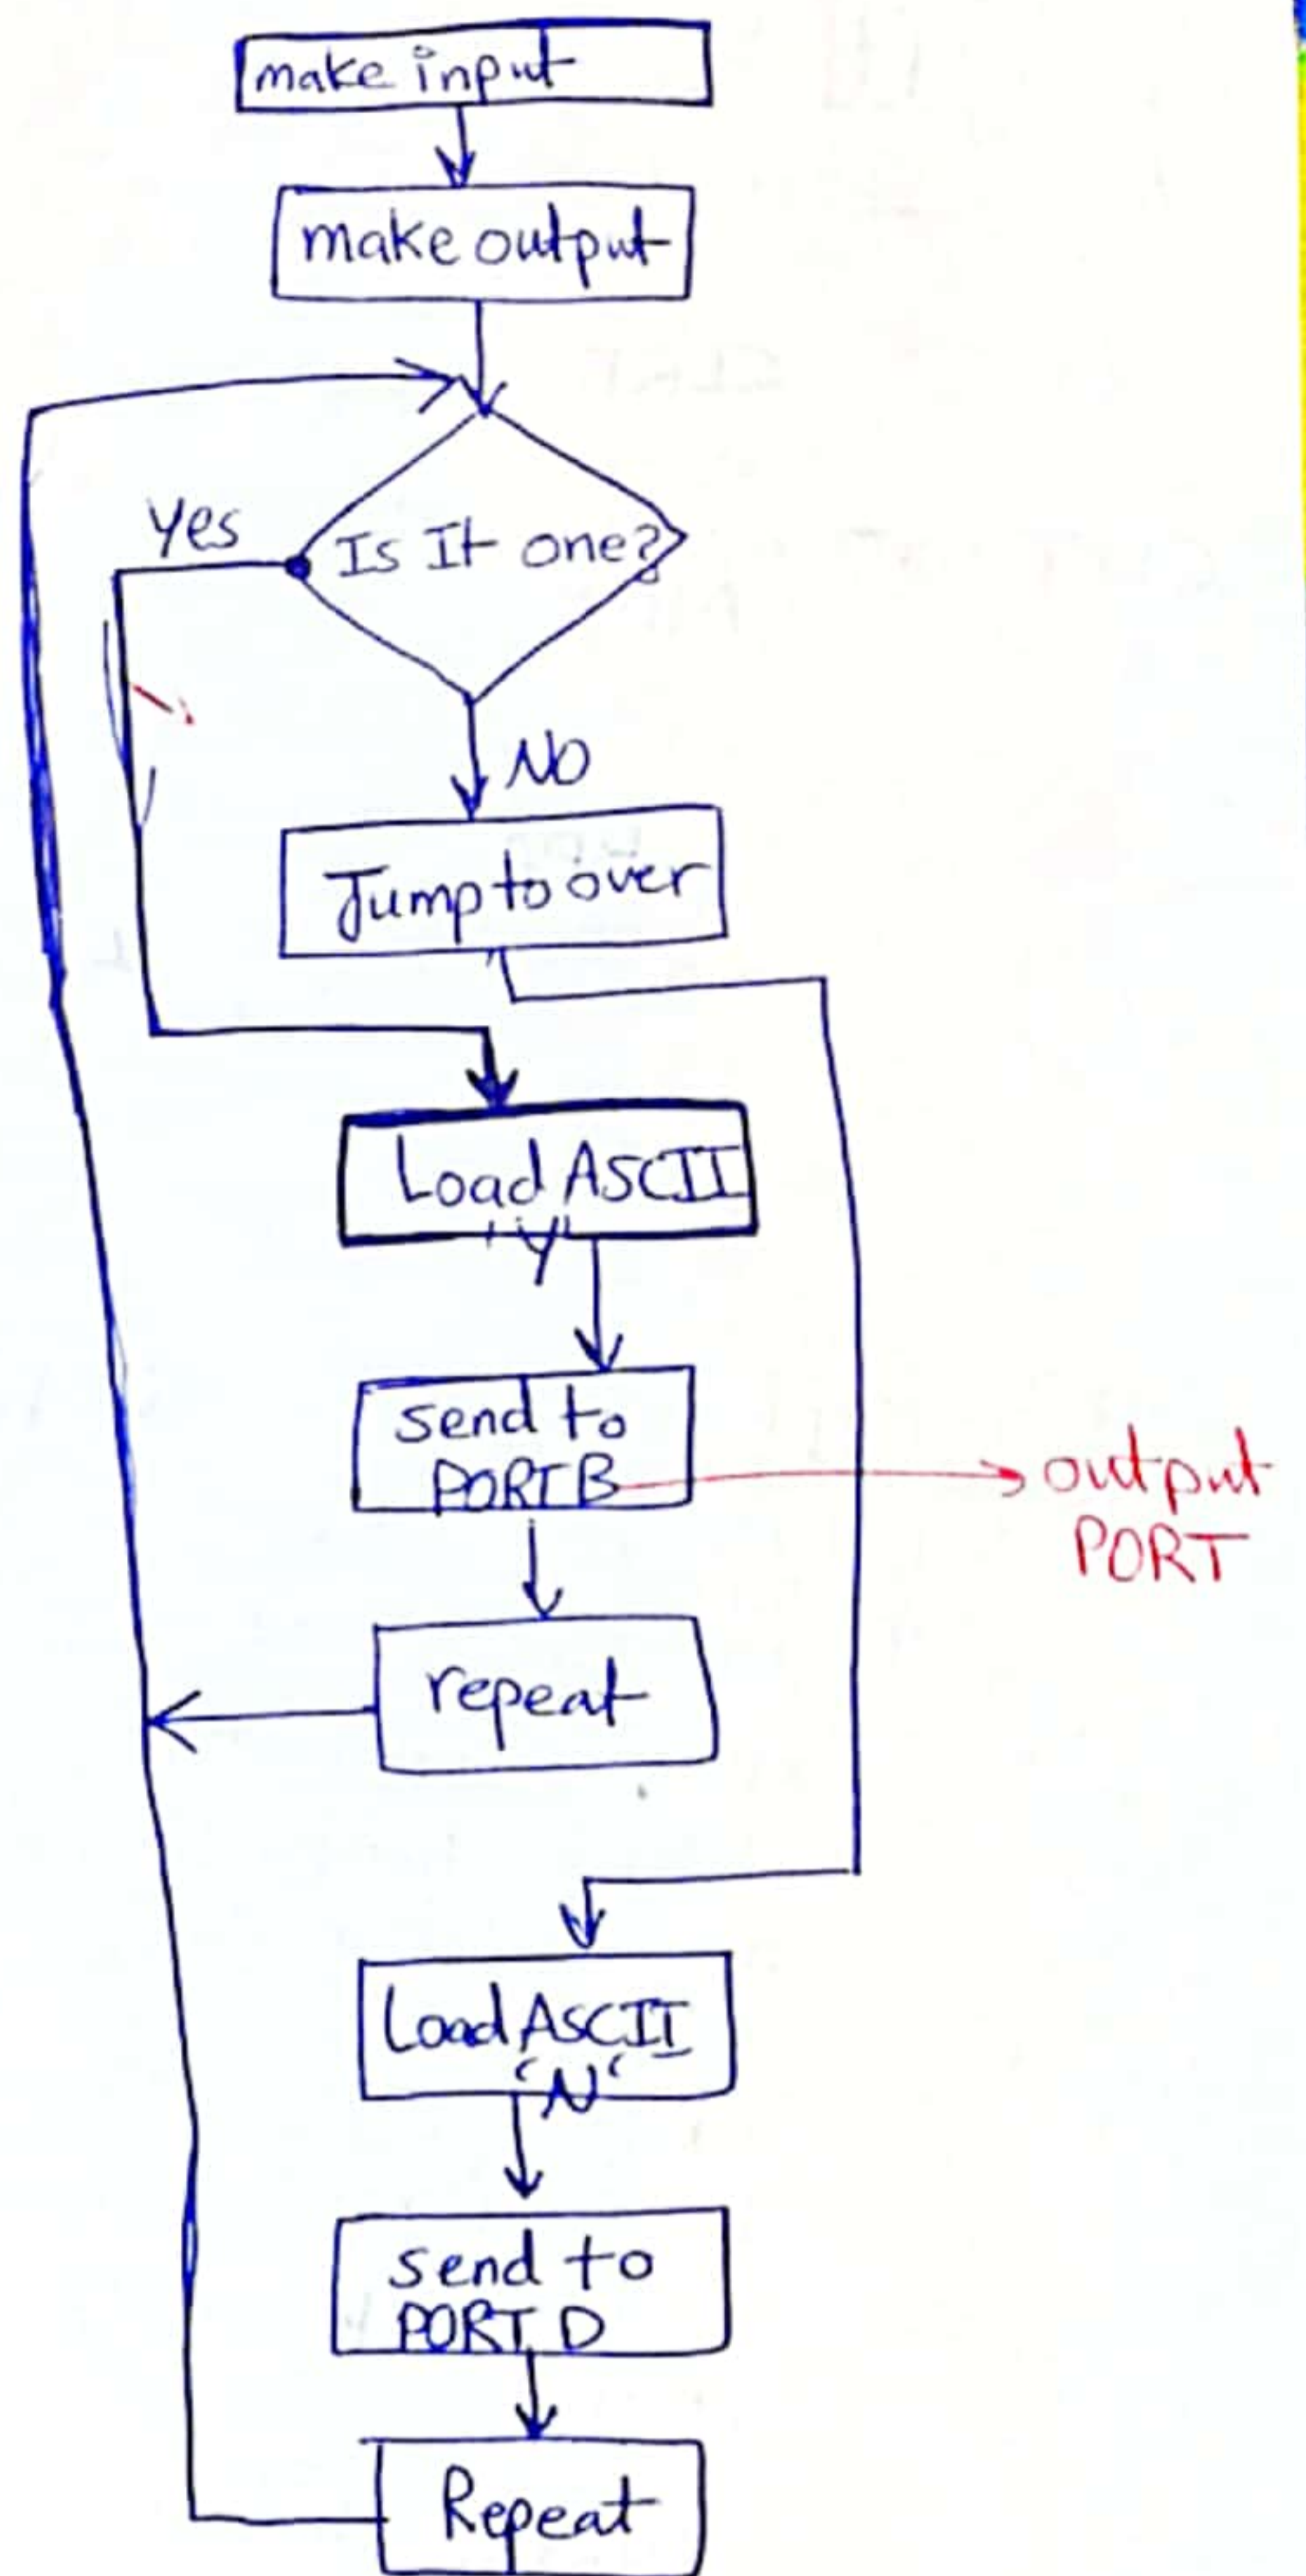 make input
make output
Yes
Is It one?
NO
Jump to over
Load ASCII
'Y'
send to
PORTB
output
PORT
repeat
Load ASCII
'N'
send to
PORT D
Repeat